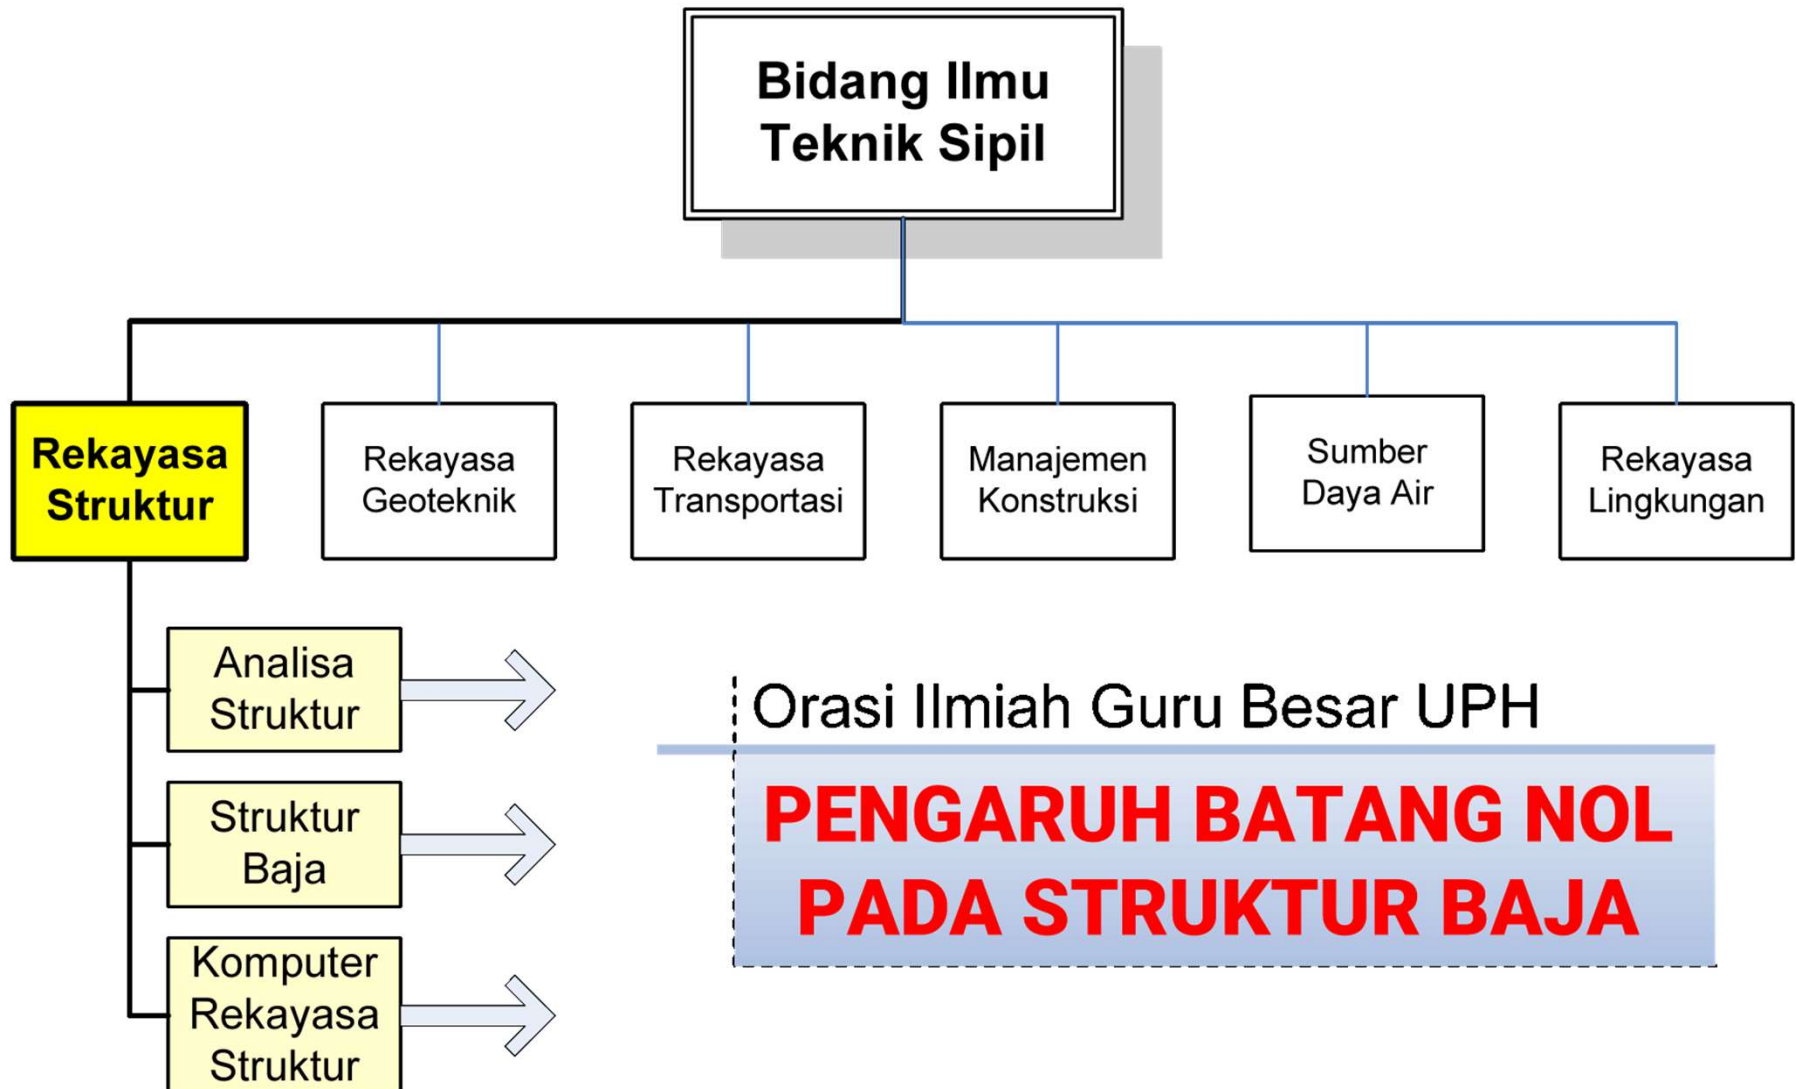 Bidang Ilmu
Teknik Sipil
Rekayasa
Struktur
Rekayasa
Geoteknik
Rekayasa
Transportasi
Manajemen
Konstruksi
Sumber
Daya Air
Rekayasa
Lingkungan
Analisa
Struktur
Struktur
Baja
Komputer
Rekayasa
Struktur
Orasi Ilmiah Guru Besar UPH
PENGARUH BATANG NOL
PADA STRUKTUR BAJA